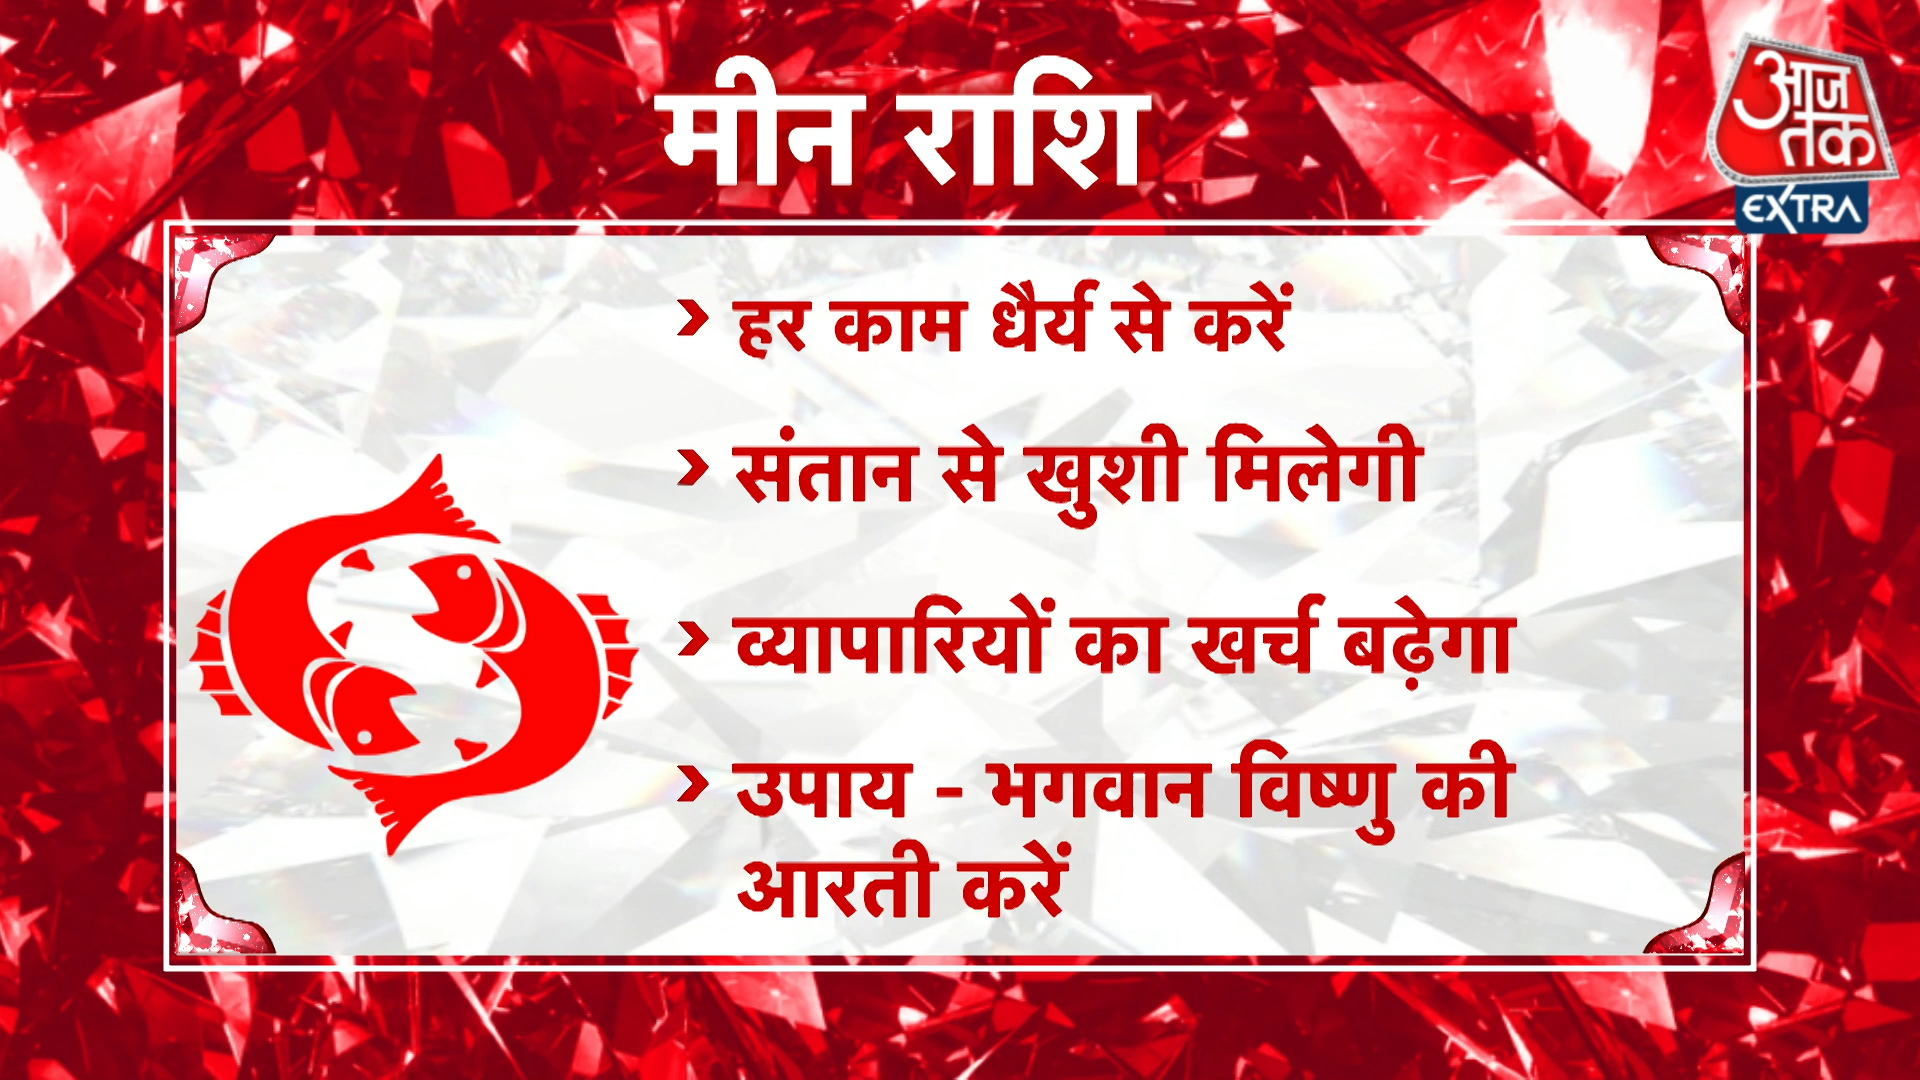 मीन राशि
आज
तक
EXTRA
> हर काम धैर्य से करें
> संतान से खुशी मिलेगी
> व्यापारियों का खर्च बढ़ेगा
> उपाय - भगवान विष्णु की
आरती करें